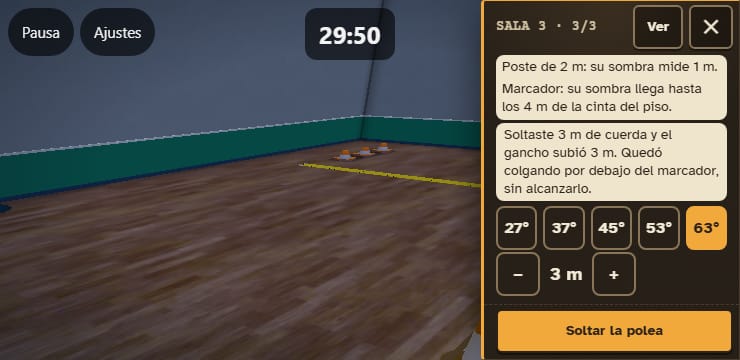 Pausa
Ajustes
29:50
SALA 3 · 3/3
Ver
✕
Poste de 2 m: su sombra mide 1 m.
Marcador: su sombra llega hasta
los 4 m de la cinta del piso.
Soltaste 3 m de cuerda y el
gancho subió 3 m. Quedó
colgando por debajo del marcador,
sin alcanzarlo.
27° 37° 45° 53° 63°
− 3 m +
Soltar la polea